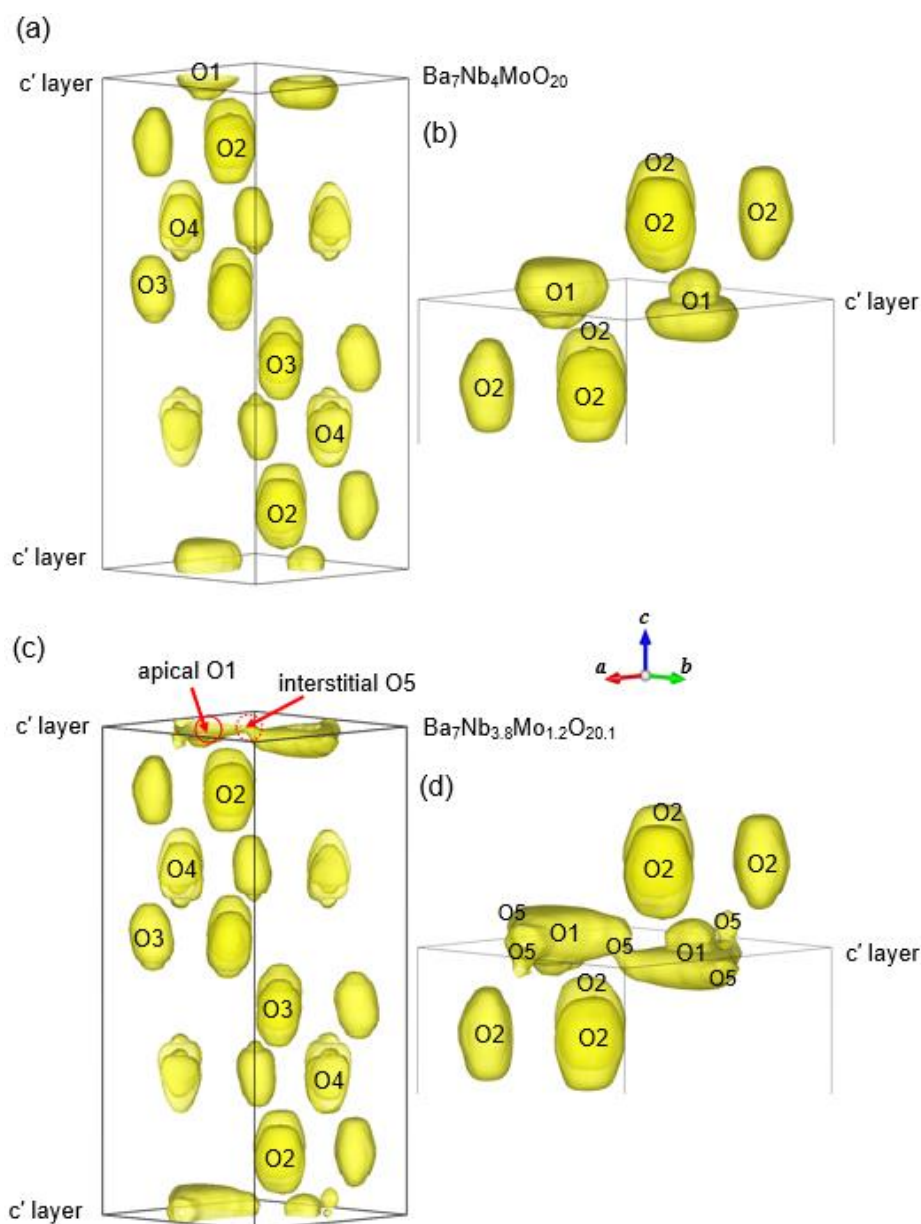 (a)
O1
c′ layer
Ba₇Nb₄MoO₂₀
O2
O4
O3
O3
O4
O2
c′ layer
(b)
O2
O2
O2
O1
O1
c′ layer
O2
O2
O2
c
a
b
(c)
apical O1
interstitial O5
c′ layer
Ba₇Nb₃.₈Mo₁.₂O₂₀.₁
O2
O4
O3
O3
O4
O2
c′ layer
(d)
O2
O2
O2
O5
O5
O1
O5
O5
O1
O5
c′ layer
O2
O2
O2